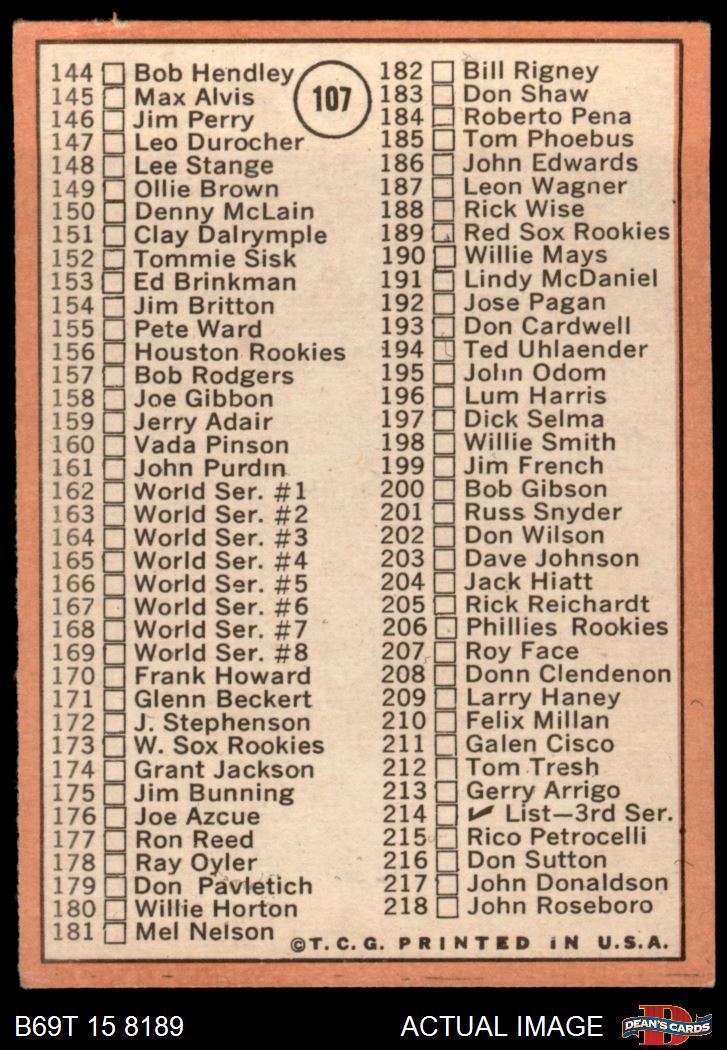 107
144 Bob Hendley
145 Max Alvis
146 Jim Perry
147 Leo Durocher
148 Lee Stange
149 Ollie Brown
150 Denny McLain
151 Clay Dalrymple
152 Tommie Sisk
153 Ed Brinkman
154 Jim Britton
155 Pete Ward
156 Houston Rookies
157 Bob Rodgers
158 Joe Gibbon
159 Jerry Adair
160 Vada Pinson
161 John Purdin
162 World Ser. #1
163 World Ser. #2
164 World Ser. #3
165 World Ser. #4
166 World Ser. #5
167 World Ser. #6
168 World Ser. #7
169 World Ser. #8
170 Frank Howard
171 Glenn Beckert
172 J. Stephenson
173 W. Sox Rookies
174 Grant Jackson
175 Jim Bunning
176 Joe Azcue
177 Ron Reed
178 Ray Oyler
179 Don Pavletich
180 Willie Horton
181 Mel Nelson
182 Bill Rigney
183 Don Shaw
184 Roberto Pena
185 Tom Phoebus
186 John Edwards
187 Leon Wagner
188 Rick Wise
189 Red Sox Rookies
190 Willie Mays
191 Lindy McDaniel
192 Jose Pagan
193 Don Cardwell
194 Ted Uhlaender
195 John Odom
196 Lum Harris
197 Dick Selma
198 Willie Smith
199 Jim French
200 Bob Gibson
201 Russ Snyder
202 Don Wilson
203 Dave Johnson
204 Jack Hiatt
205 Rick Reichardt
206 Phillies Rookies
207 Roy Face
208 Donn Clendenon
209 Larry Haney
210 Felix Millan
211 Galen Cisco
212 Tom Tresh
213 Gerry Arrigo
214 ✔ List—3rd Ser.
215 Rico Petrocelli
216 Don Sutton
217 John Donaldson
218 John Roseboro
©T.C.G. PRINTED IN U.S.A.
B69T 15 8189
ACTUAL IMAGE
D
DEAN'S CARDS